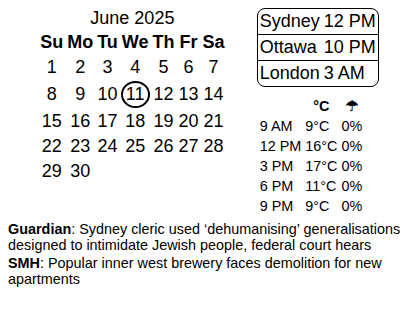 June 2025
Su Mo Tu We Th Fr Sa
1 2 3 4 5 6 7
8 9 10 11 12 13 14
15 16 17 18 19 20 21
22 23 24 25 26 27 28
29 30
Sydney 12 PM
Ottawa 10 PM
London 3 AM
°C ☂
9 AM 9°C 0%
12 PM 16°C 0%
3 PM 17°C 0%
6 PM 11°C 0%
9 PM 9°C 0%
Guardian: Sydney cleric used ‘dehumanising’ generalisations
designed to intimidate Jewish people, federal court hears
SMH: Popular inner west brewery faces demolition for new
apartments